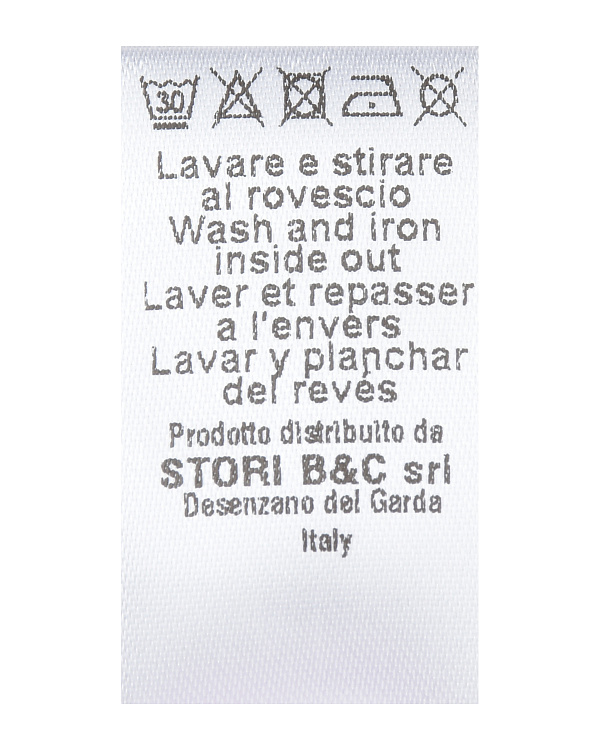 30
Lavare e stirare
al rovescio
Wash and iron
inside out
Laver et repasser
a l'envers
Lavar y planchar
del revés
Prodotto distribuito da
STORI B&C srl
Desenzano del Garda
Italy